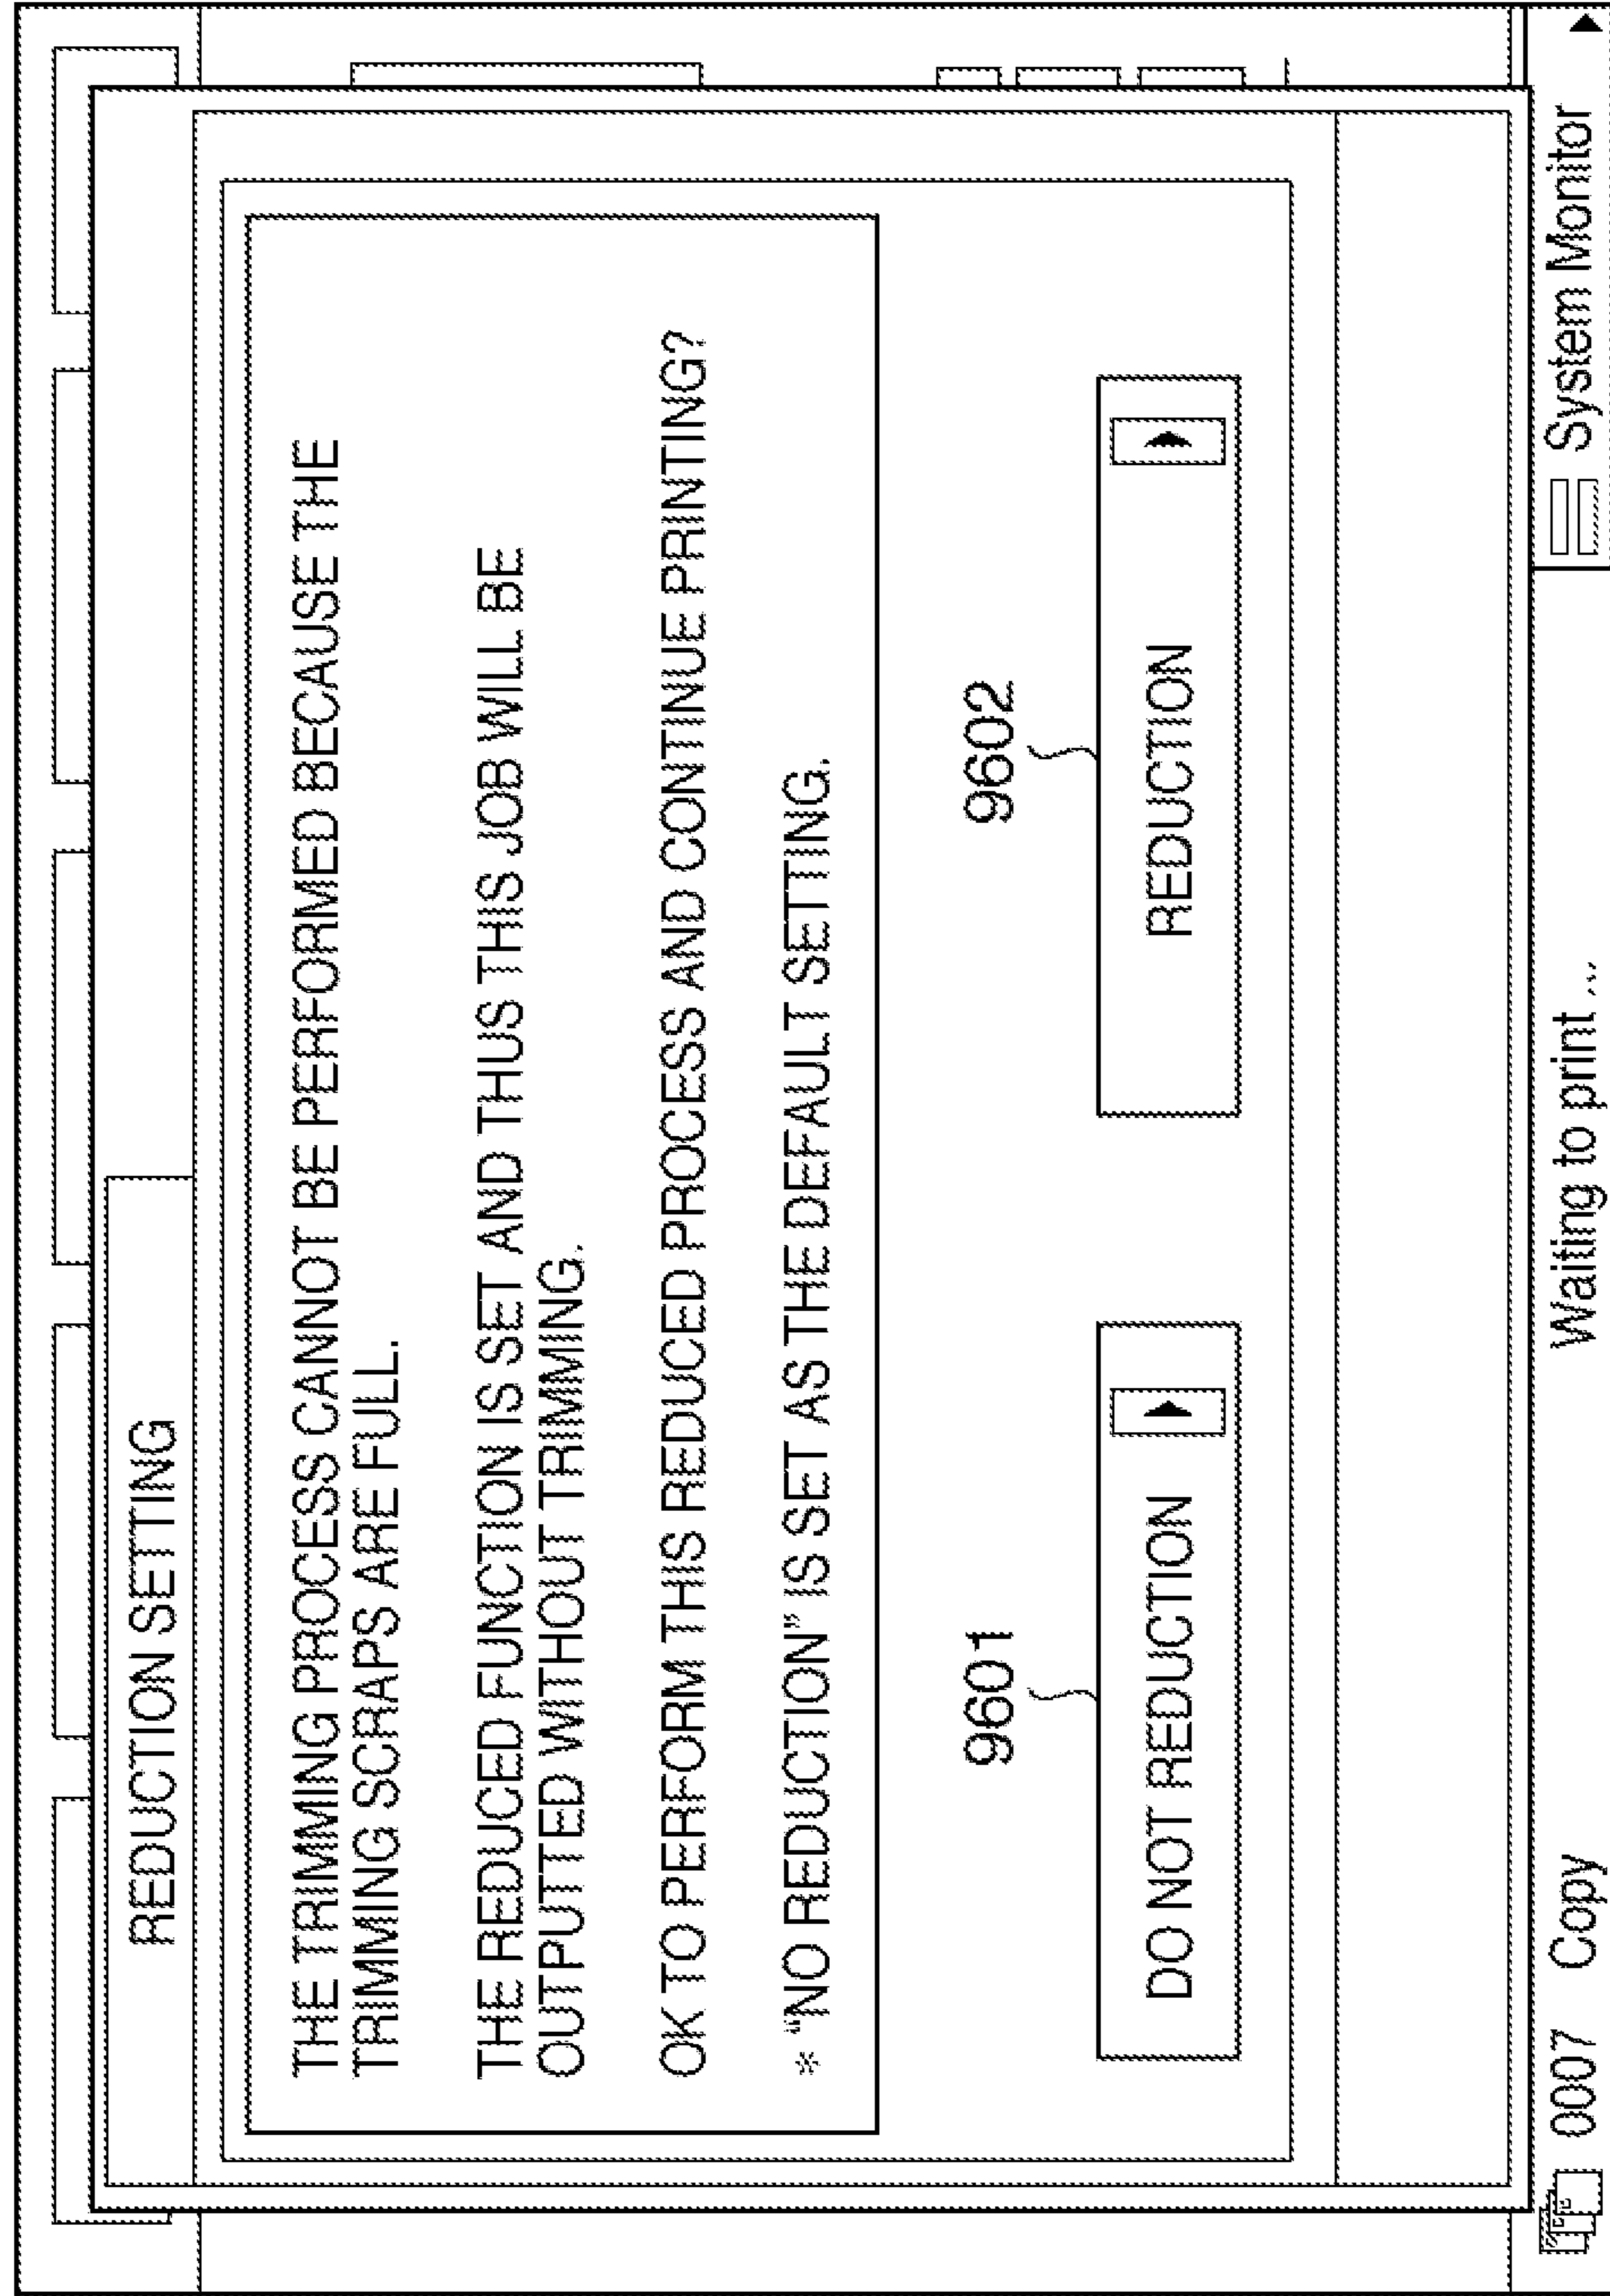 REDUCTION SETTING
THE TRIMMING PROCESS CANNOT BE PERFORMED BECAUSE THE
TRIMMING SCRAPS ARE FULL.
THE REDUCED FUNCTION IS SET AND THUS THIS JOB WILL BE
OUTPUTTED WITHOUT TRIMMING.
OK TO PERFORM THIS REDUCED PROCESS AND CONTINUE PRINTING?
* "NO REDUCTION" IS SET AS THE DEFAULT SETTING.
9601
9602
DO NOT REDUCTION
REDUCTION
0007 Copy Waiting to print ... System Monitor